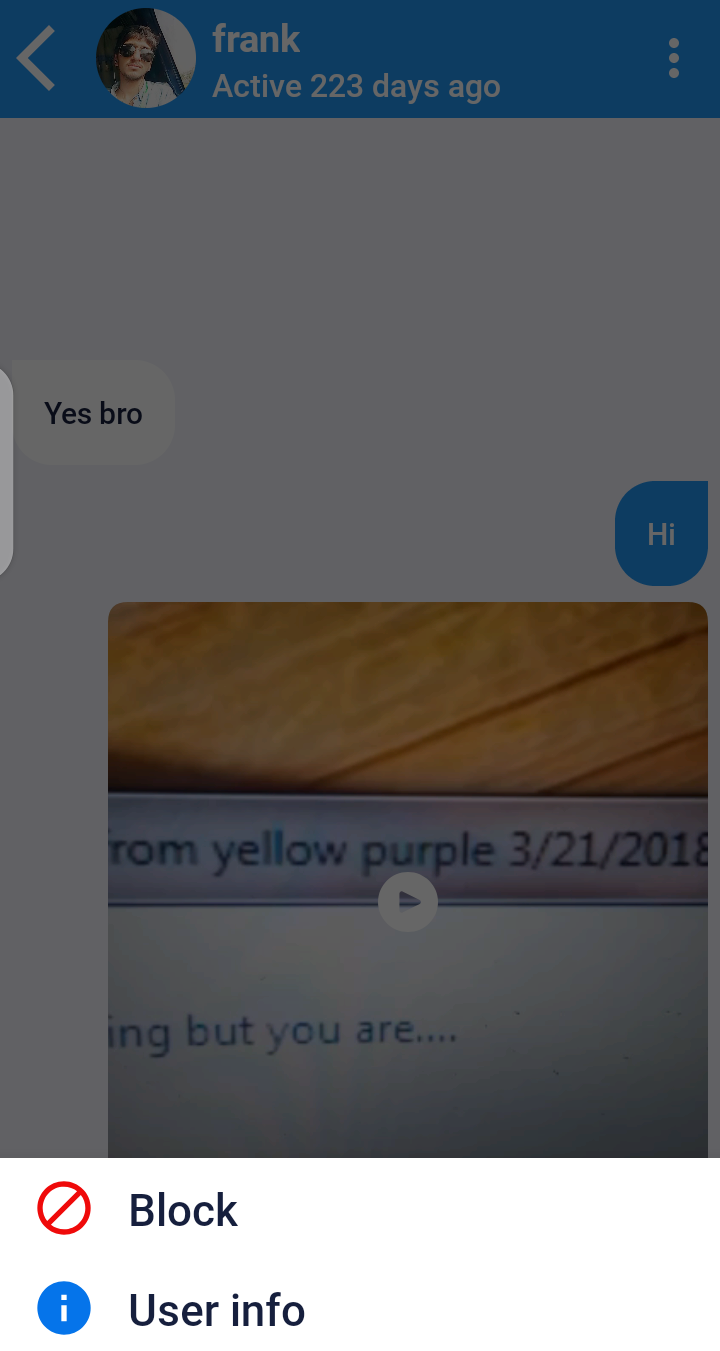 frank
Active 223 days ago
Yes bro
Hi
from yellow purple 3/21/2018
ing but you are....
Block
User info